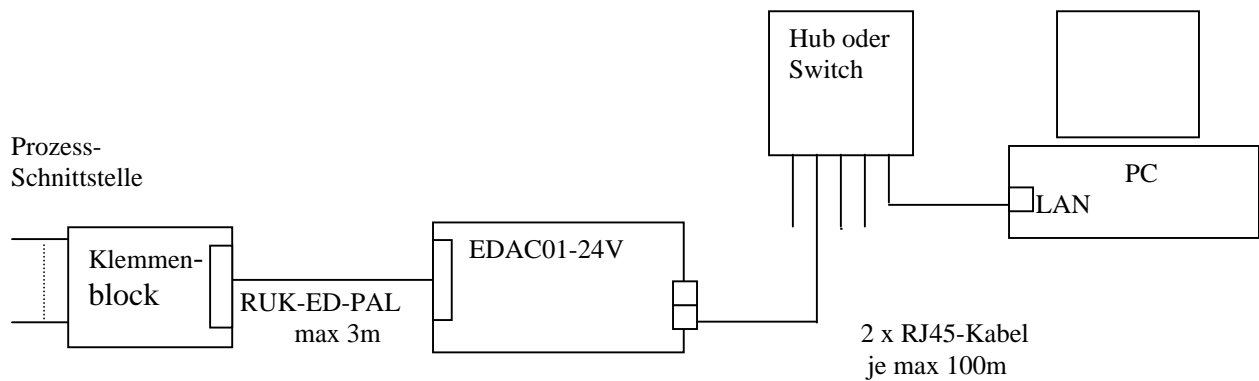 Hub oder
Switch
Prozess-
Schnittstelle
PC
LAN
Klemmen-
block
EDAC01-24V
RUK-ED-PAL
max 3m
2 x RJ45-Kabel
je max 100m